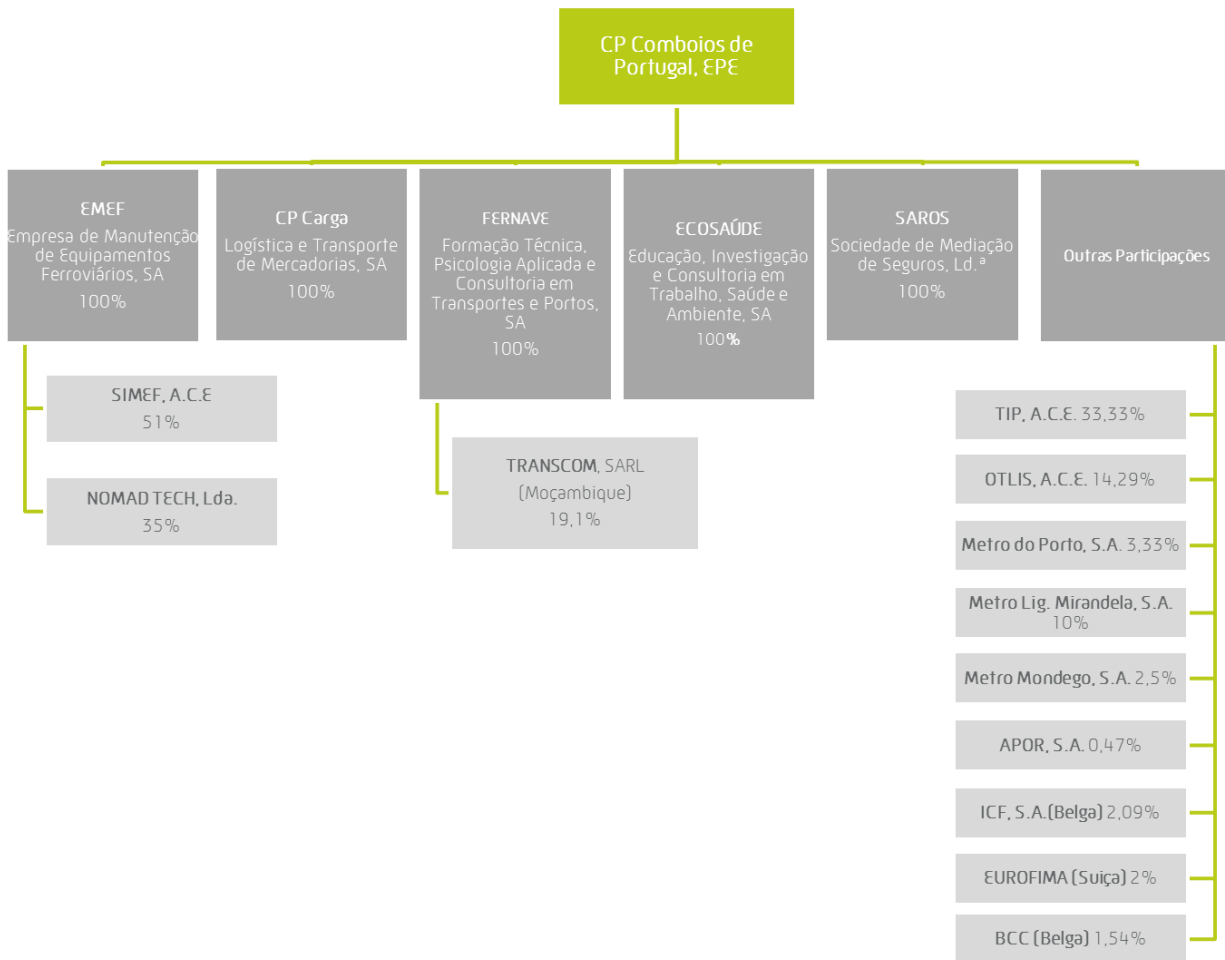 CP Comboios de
Portugal, EPE
EMEF
Empresa de Manutenção
de Equipamentos
Ferroviários, SA
100%
CP Carga
Logística e Transporte
de Mercadorias, SA
100%
FERNAVE
Formação Técnica,
Psicologia Aplicada e
Consultoria em
Transportes e Portos,
SA
100%
ECOSAÚDE
Educação, Investigação
e Consultoria em
Trabalho, Saúde e
Ambiente, SA
100%
SAROS
Sociedade de Mediação
de Seguros, Ld.ª
100%
Outras Participações
SIMEF, A.C.E
51%
NOMAD TECH, Lda.
35%
TRANSCOM, SARL
(Moçambique)
19,1%
TIP, A.C.E. 33,33%
OTLIS, A.C.E. 14,29%
Metro do Porto, S.A. 3,33%
Metro Lig. Mirandela, S.A.
10%
Metro Mondego, S.A. 2,5%
APOR, S.A. 0,47%
ICF, S.A.(Belga) 2,09%
EUROFIMA (Suiça) 2%
BCC (Belga) 1,54%